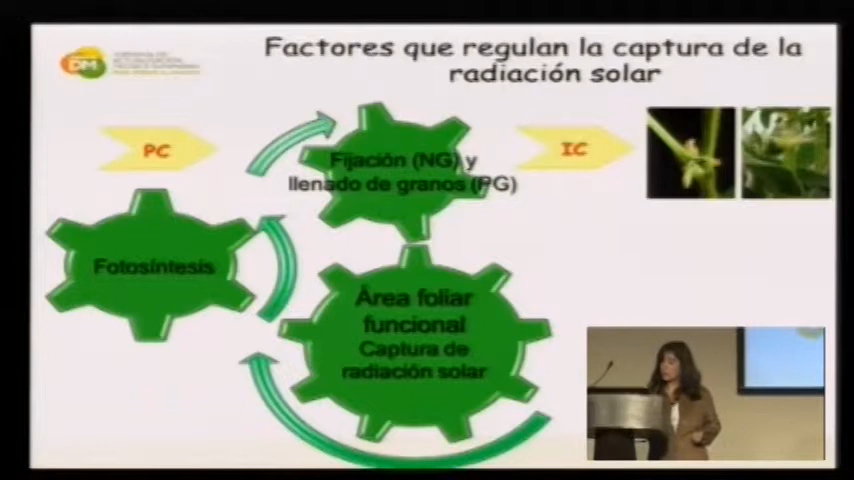 Factores que regulan la captura de la
radiación solar
DM
PC
Fijación (NG) y
llenado de granos (PG)
IC
Fotosíntesis
Área foliar
funcional
Captura de
radiación solar